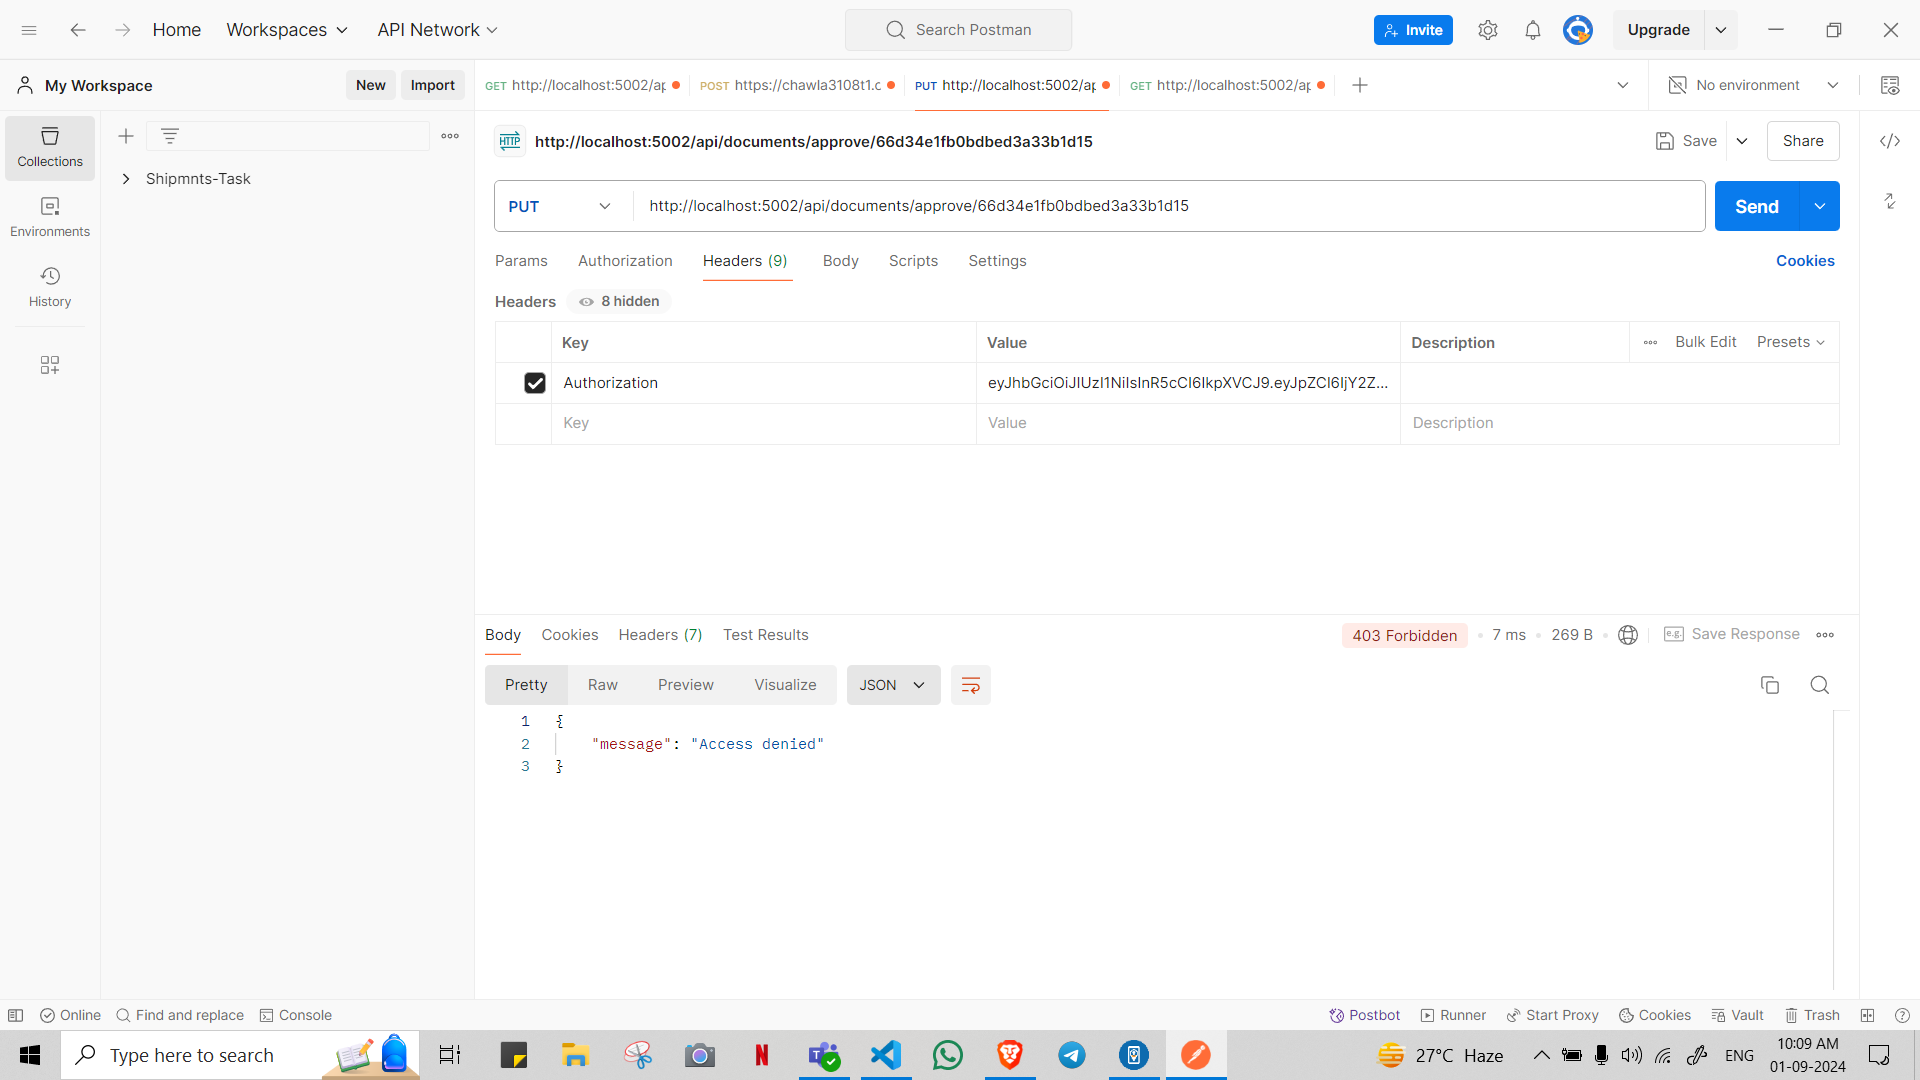 Home
Workspaces
API Network
Search Postman
Invite
Upgrade
My Workspace
New
Import
GET http://localhost:5002/ap
POST https://chawla3108t1.c
PUT http://localhost:5002/ap
GET http://localhost:5002/ap
No environment
Collections
Environments
History
Shipmnts-Task
HTTP
http://localhost:5002/api/documents/approve/66d34e1fb0bdbed3a33b1d15
Save
Share
PUT
http://localhost:5002/api/documents/approve/66d34e1fb0bdbed3a33b1d15
Send
Params
Authorization
Headers (9)
Body
Scripts
Settings
Cookies
Headers
8 hidden
Key
Value
Description
Bulk Edit
Presets
Authorization
eyJhbGciOiJIUzI1NiIsInR5cCI6IkpXVCJ9.eyJpZCI6IjY2Z...
Key
Value
Description
Body
Cookies
Headers (7)
Test Results
403 Forbidden
7 ms
269 B
e.g.
Save Response
Pretty
Raw
Preview
Visualize
JSON
1 {
2 "message": "Access denied"
3 }
Online
Find and replace
Console
Postbot
Runner
Start Proxy
Cookies
Vault
Trash
Type here to search
27°C Haze
ENG
10:09 AM
01-09-2024